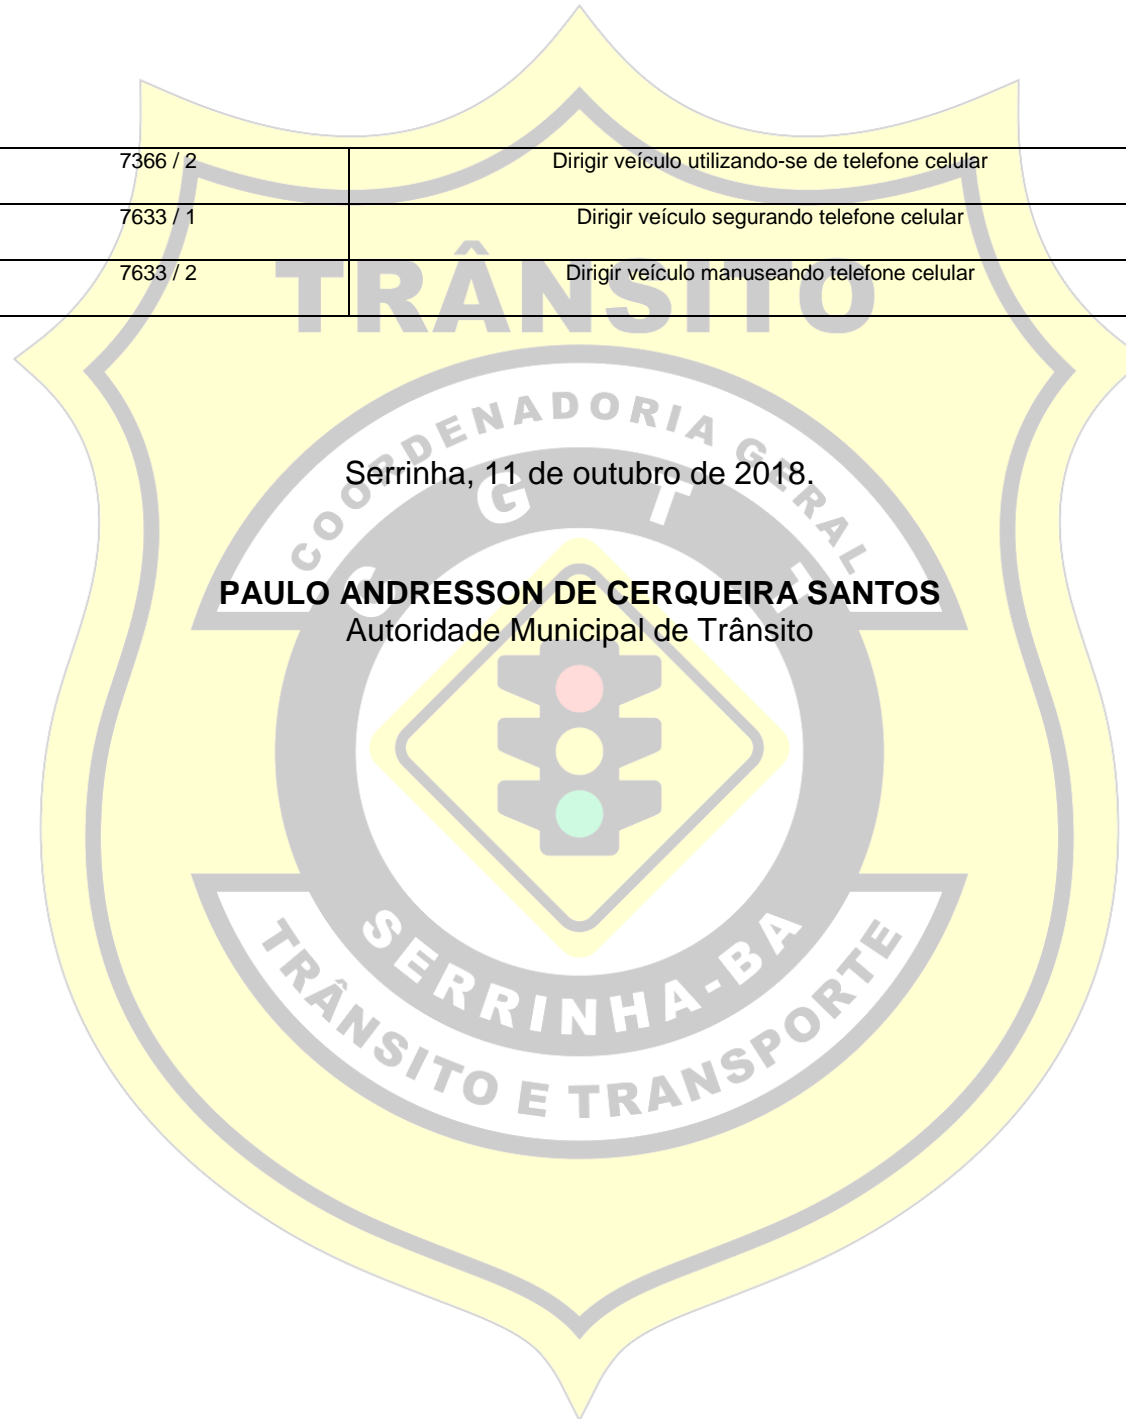 7366 / 2 Dirigir veículo utilizando-se de telefone celular
7633 / 1 Dirigir veículo segurando telefone celular
7633 / 2 Dirigir veículo manuseando telefone celular
TRÂNSITO
COORDENADORIA GERAL
Serrinha, 11 de outubro de 2018.
C G T T
PAULO ANDRESSON DE CERQUEIRA SANTOS
Autoridade Municipal de Trânsito
SERRINHA-BA
TRÂNSITO E TRANSPORTE